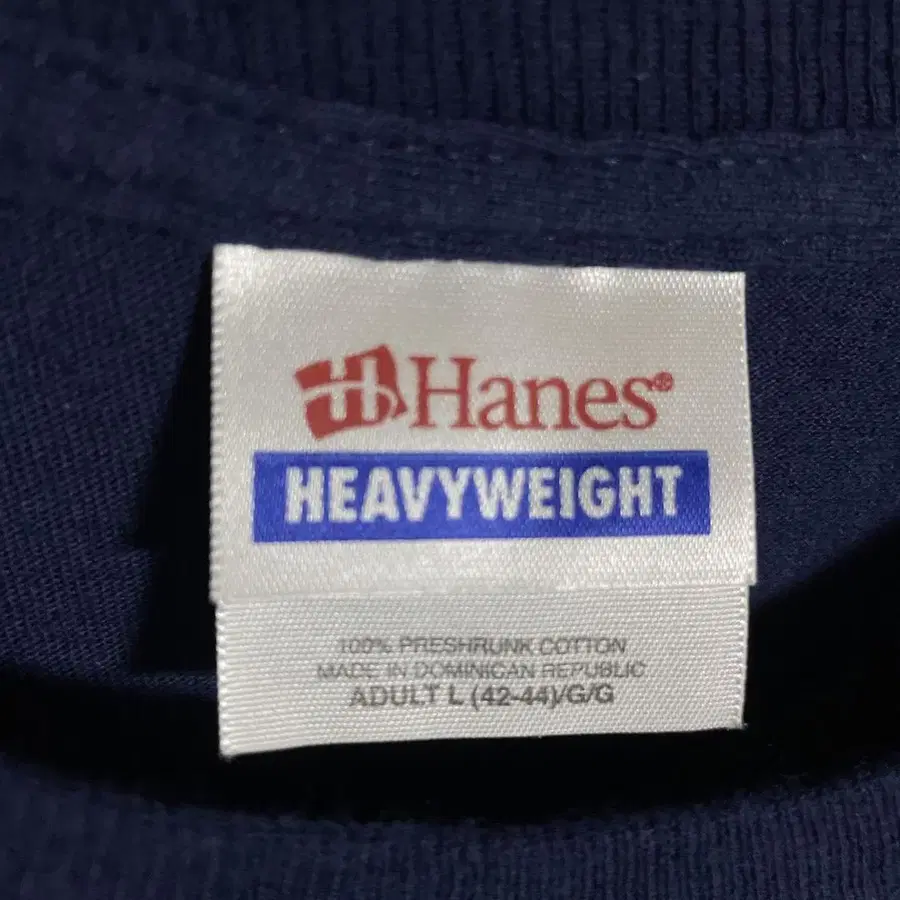 Hanes®
HEAVYWEIGHT
100% PRESHRUNK COTTON
MADE IN DOMINICAN REPUBLIC
ADULT L (42-44)/G/G